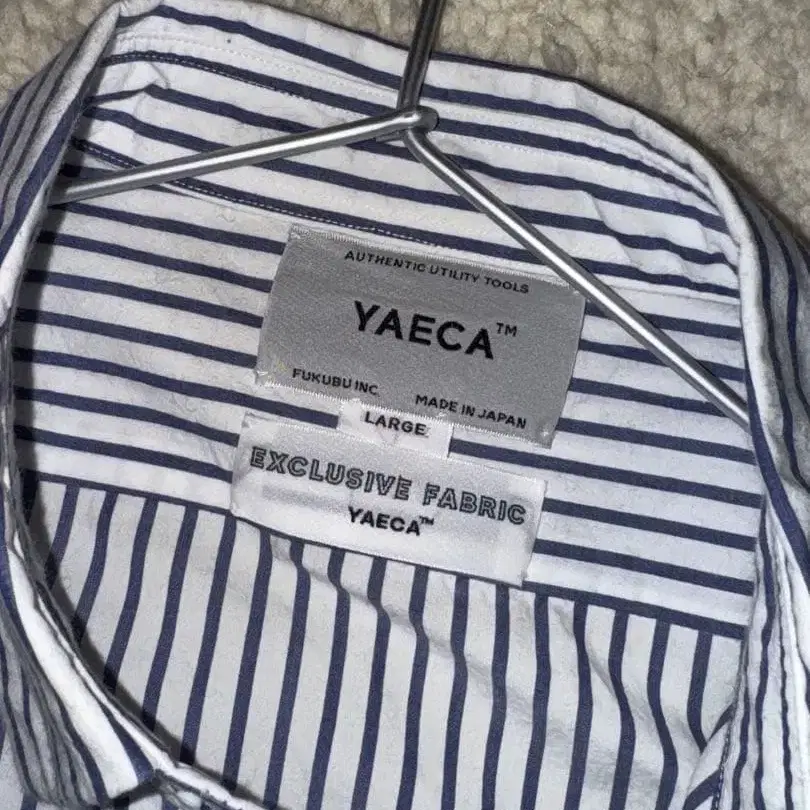 AUTHENTIC UTILITY TOOLS
YAECA™
FUKUBU INC. MADE IN JAPAN
LARGE
EXCLUSIVE FABRIC
YAECA™